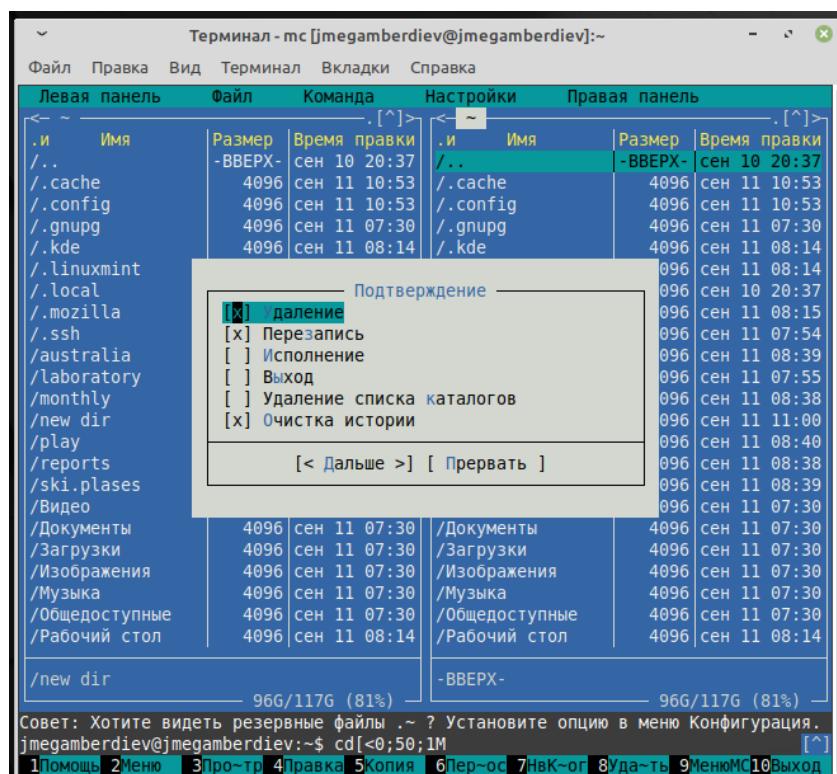 Терминал - mc [jmegamberdiev@jmegamberdiev]:~
Файл Правка Вид Терминал Вкладки Справка
Левая панель Файл Команда Настройки Правая панель
<- ~ .[^]> <- ~ .[^]>
.и Имя Размер Время правки .и Имя Размер Время правки
/.. -ВВЕРХ- сен 10 20:37 /.. -ВВЕРХ- сен 10 20:37
/.cache 4096 сен 11 10:53 /.cache 4096 сен 11 10:53
/.config 4096 сен 11 10:53 /.config 4096 сен 11 10:53
/.gnupg 4096 сен 11 07:30 /.gnupg 4096 сен 11 07:30
/.kde 4096 сен 11 08:14 /.kde 4096 сен 11 08:14
/.linuxmint 096 сен 11 08:14
/.local Подтверждение 096 сен 10 20:37
/.mozilla [x] Удаление 096 сен 11 08:15
/.ssh [x] Перезапись 096 сен 11 07:54
/australia [ ] Исполнение 096 сен 11 08:39
/laboratory [ ] Выход 096 сен 11 07:55
/monthly [ ] Удаление списка каталогов 096 сен 11 08:38
/new dir [x] Очистка истории 096 сен 11 11:00
/play 096 сен 11 08:40
/reports [< Дальше >] [ Прервать ] 096 сен 11 08:38
/ski.plases 096 сен 11 08:39
/Видео 096 сен 11 07:30
/Документы 4096 сен 11 07:30 /Документы 4096 сен 11 07:30
/Загрузки 4096 сен 11 07:30 /Загрузки 4096 сен 11 07:30
/Изображения 4096 сен 11 07:30 /Изображения 4096 сен 11 07:30
/Музыка 4096 сен 11 07:30 /Музыка 4096 сен 11 07:30
/Общедоступные 4096 сен 11 07:30 /Общедоступные 4096 сен 11 07:30
/Рабочий стол 4096 сен 11 08:14 /Рабочий стол 4096 сен 11 08:14
/new dir -ВВЕРХ-
96G/117G (81%) 96G/117G (81%)
Совет: Хотите видеть резервные файлы .~ ? Установите опцию в меню Конфигурация.
jmegamberdiev@jmegamberdiev:~$ cd[<0;50;1M [^]
1Помощь 2Меню 3Про~тр 4Правка 5Копия 6Пер~ос 7НвК~ог 8Уда~ть 9МенюMC 10Выход